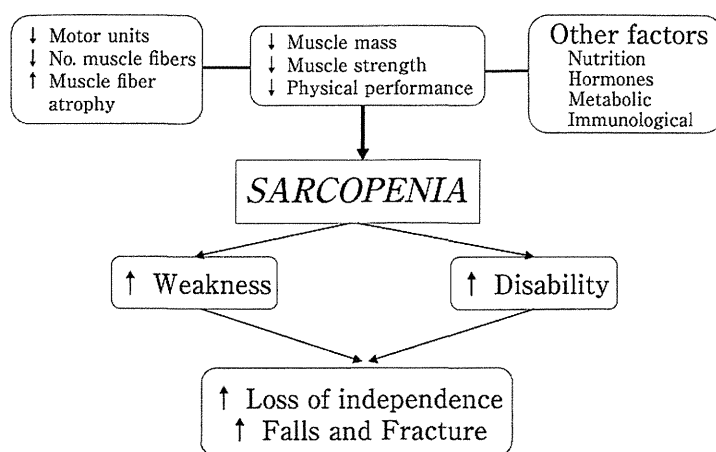 ↓ Motor units
↓ No. muscle fibers
↑ Muscle fiber
atrophy
↓ Muscle mass
↓ Muscle strength
↓ Physical performance
Other factors
Nutrition
Hormones
Metabolic
Immunological
SARCOPENIA
↑ Weakness
↑ Disability
↑ Loss of independence
↑ Falls and Fracture